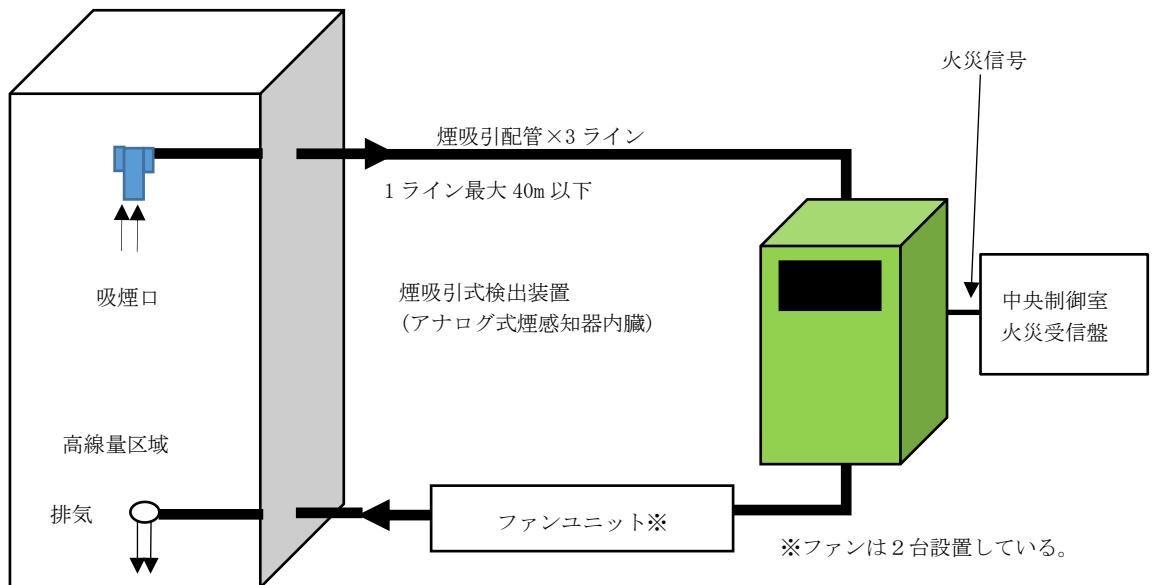 火災信号
煙吸引配管×3 ライン
1 ライン最大 40m 以下
吸煙口
煙吸引式検出装置
(アナログ式煙感知器内臓)
中央制御室
火災受信盤
高線量区域
排気
ファンユニット※
※ファンは２台設置している。